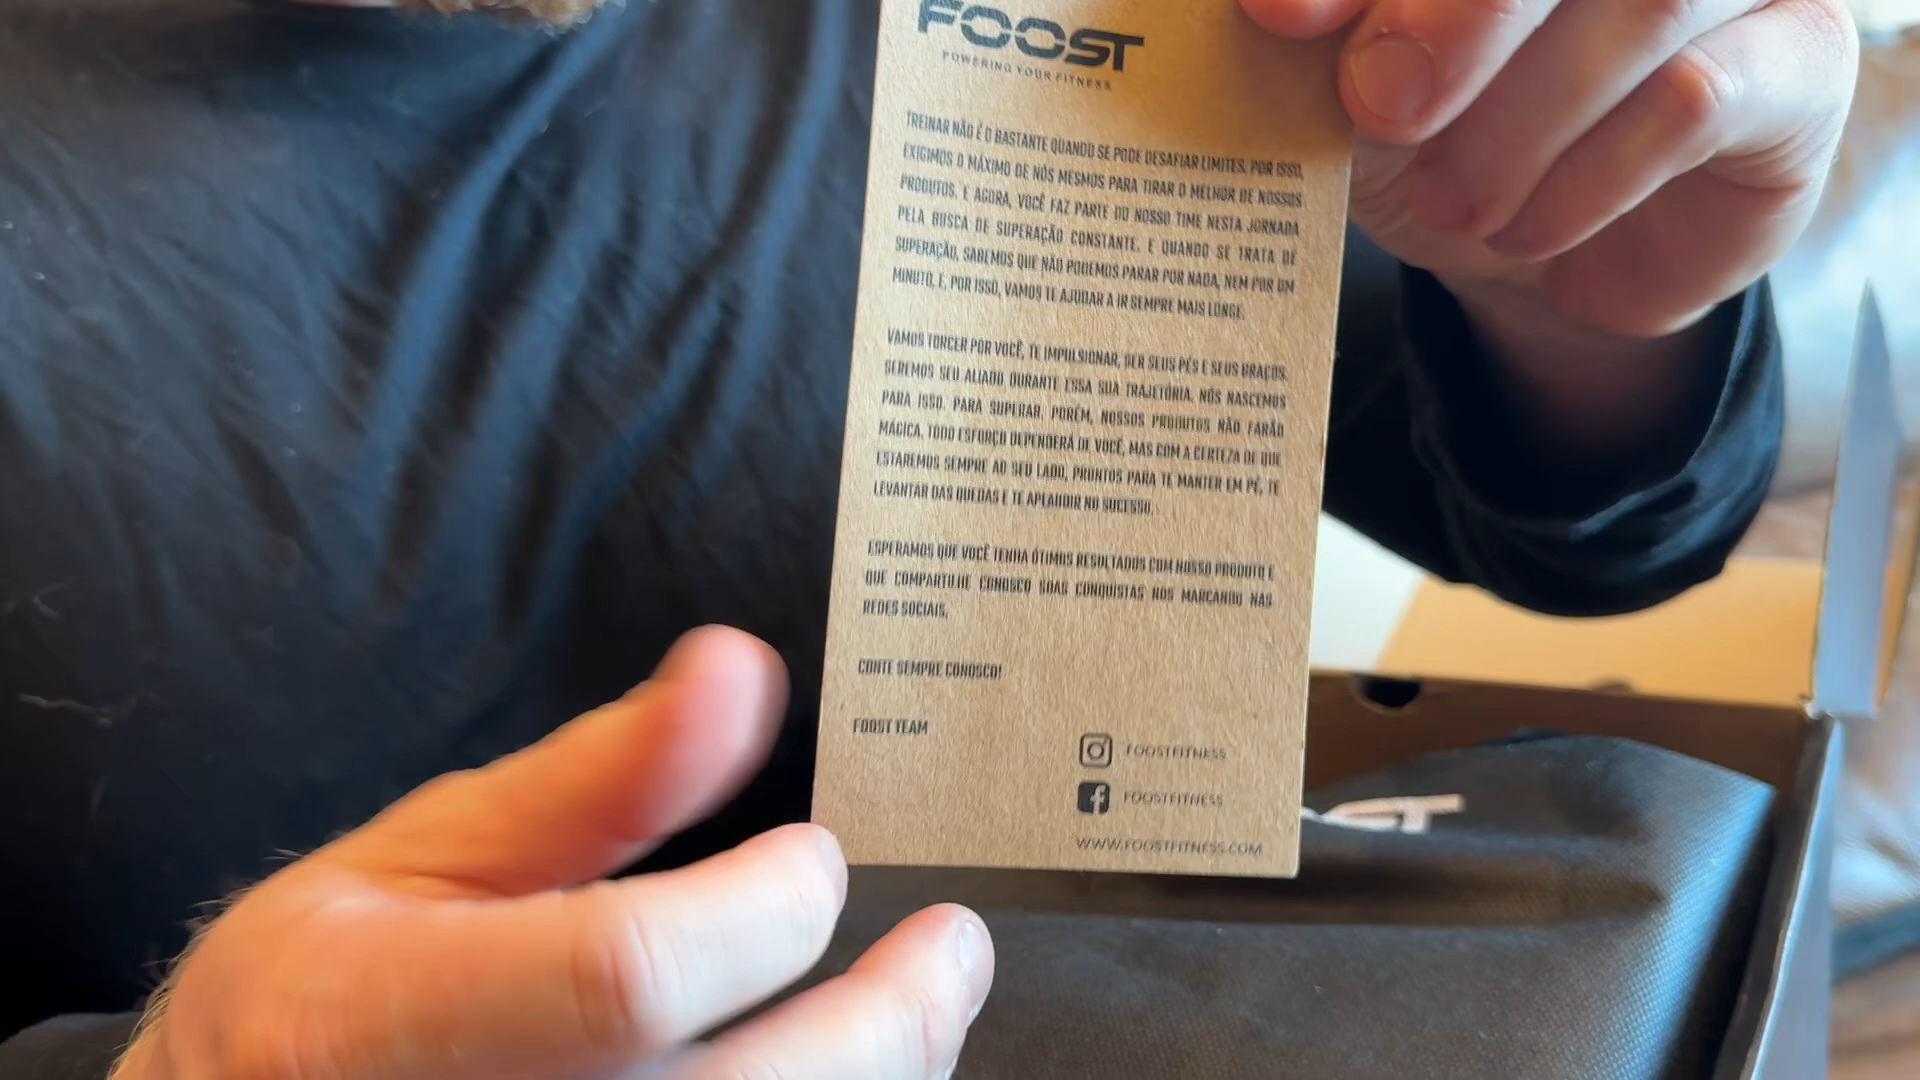 FOOST
POWERING YOUR FITNESS
TREINAR NÃO É O BASTANTE QUANDO SE PODE DESAFIAR LIMITES. POR ISSO,
EXIGIMOS O MÁXIMO DE NÓS MESMOS PARA TIRAR O MELHOR DE NOSSOS
PRODUTOS. E AGORA, VOCÊ FAZ PARTE DO NOSSO TIME NESTA JORNADA
PELA BUSCA DE SUPERAÇÃO CONSTANTE. E QUANDO SE TRATA DE
SUPERAÇÃO, SABEMOS QUE NÃO PODEMOS PARAR POR NADA, NEM POR UM
MINUTO. E, POR ISSO, VAMOS TE AJUDAR A IR SEMPRE MAIS LONGE.
VAMOS TORCER POR VOCÊ, TE IMPULSIONAR, SER SEUS PÉS E SEUS BRAÇOS.
SEREMOS SEU ALIADO DURANTE ESSA SUA TRAJETÓRIA. NÓS NASCEMOS
PARA ISSO. PARA SUPERAR. PORÉM, NOSSOS PRODUTOS NÃO FARÃO
MÁGICA. TODO ESFORÇO DEPENDERÁ DE VOCÊ, MAS COM A CERTEZA DE QUE
ESTAREMOS SEMPRE AO SEU LADO, PRONTOS PARA TE MANTER EM PÉ, TE
LEVANTAR DAS QUEDAS E TE APLAUDIR NO SUCESSO.
ESPERAMOS QUE VOCÊ TENHA ÓTIMOS RESULTADOS COM NOSSO PRODUTO E
QUE COMPARTILHE CONOSCO SUAS CONQUISTAS NOS MARCANDO NAS
REDES SOCIAIS.
CONTE SEMPRE CONOSCO!
FOOST TEAM
FOOSTFITNESS
FOOSTFITNESS
WWW.FOOSTFITNESS.COM